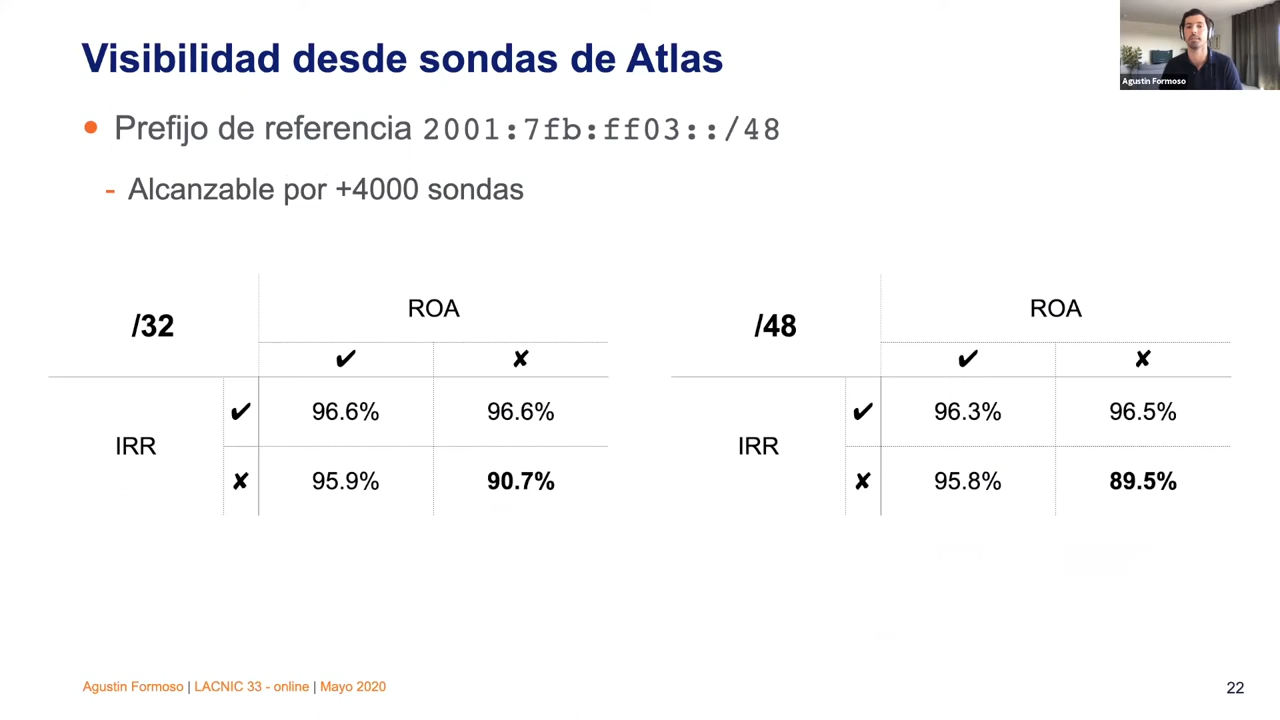 Visibilidad desde sondas de Atlas
Agustin Formoso
• Prefijo de referencia 2001:7fb:ff03::/48
- Alcanzable por +4000 sondas
/32
ROA
✔ ✘
IRR
✔ 96.6% 96.6%
✘ 95.9% 90.7%
/48
ROA
✔ ✘
IRR
✔ 96.3% 96.5%
✘ 95.8% 89.5%
Agustin Formoso | LACNIC 33 - online | Mayo 2020
22